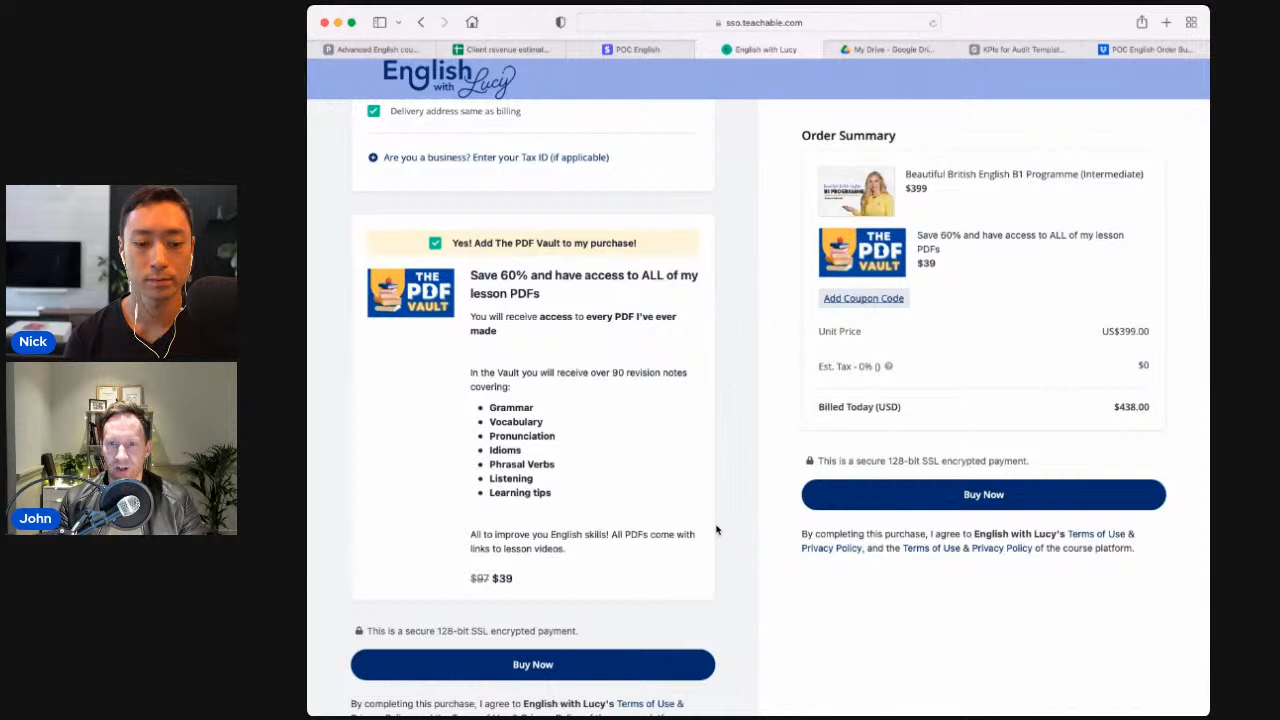 sso.teachable.com
Advanced English cou...
Client revenue estimat...
POC English
English with Lucy
My Drive - Google Dri...
KPIs for Audit Templat...
POC English Order Bu...
English
with Lucy
Delivery address same as billing
Are you a business? Enter your Tax ID (if applicable)
Yes! Add The PDF Vault to my purchase!
THE
PDF
VAULT
Save 60% and have access to ALL of my
lesson PDFs
You will receive access to every PDF I've ever
made
In the Vault you will receive over 90 revision notes
covering:
Grammar
Vocabulary
Pronunciation
Idioms
Phrasal Verbs
Listening
Learning tips
All to improve you English skills! All PDFs come with
links to lesson videos.
$97 $39
This is a secure 128-bit SSL encrypted payment.
Buy Now
By completing this purchase, I agree to English with Lucy's Terms of Use &
Order Summary
B1 PROGRAMME
Beautiful British English B1 Programme (Intermediate)
$399
THE
PDF
VAULT
Save 60% and have access to ALL of my lesson
PDFs
$39
Add Coupon Code
Unit Price US$399.00
Est. Tax - 0% () $0
Billed Today (USD) $438.00
This is a secure 128-bit SSL encrypted payment.
Buy Now
By completing this purchase, I agree to English with Lucy's Terms of Use &
Privacy Policy, and the Terms of Use & Privacy Policy of the course platform.
Nick
John